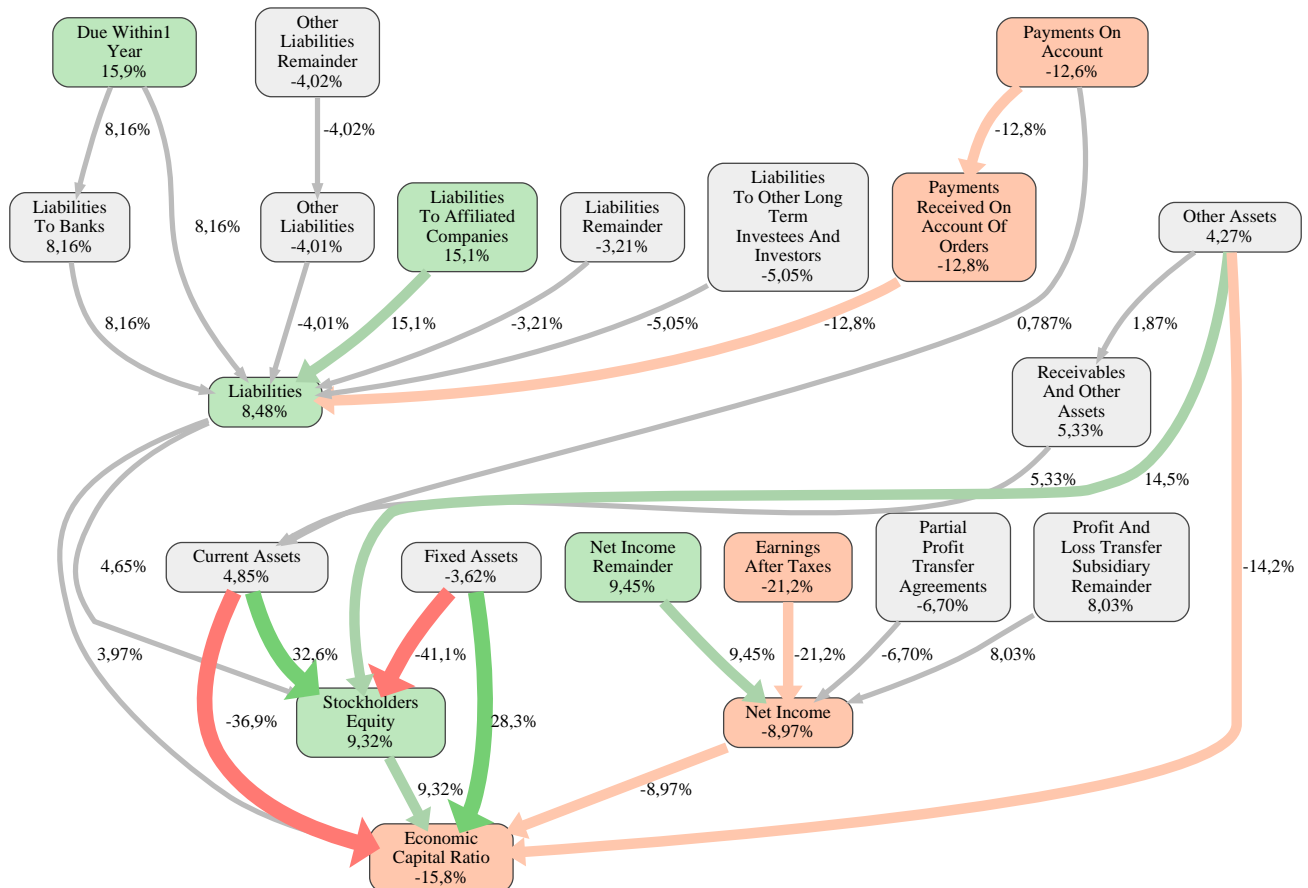 Due Within1
Year
15,9%
Other
Liabilities
Remainder
-4,02%
Payments On
Account
-12,6%
8,16%
-4,02%
-12,8%
Liabilities
To Banks
8,16%
8,16%
Other
Liabilities
-4,01%
Liabilities
To Affiliated
Companies
15,1%
Liabilities
Remainder
-3,21%
Liabilities
To Other Long
Term
Investees And
Investors
-5,05%
Payments
Received On
Account Of
Orders
-12,8%
Other Assets
4,27%
8,16%
-4,01%
15,1%
-3,21%
-5,05%
-12,8%
0,787%
1,87%
Liabilities
8,48%
Receivables
And Other
Assets
5,33%
5,33%
14,5%
4,65%
Current Assets
4,85%
Fixed Assets
-3,62%
Net Income
Remainder
9,45%
Earnings
After Taxes
-21,2%
Partial
Profit
Transfer
Agreements
-6,70%
Profit And
Loss Transfer
Subsidiary
Remainder
8,03%
-14,2%
3,97%
32,6%
-41,1%
9,45%
-21,2%
-6,70%
8,03%
-36,9%
Stockholders
Equity
9,32%
28,3%
Net Income
-8,97%
9,32%
-8,97%
Economic
Capital Ratio
-15,8%